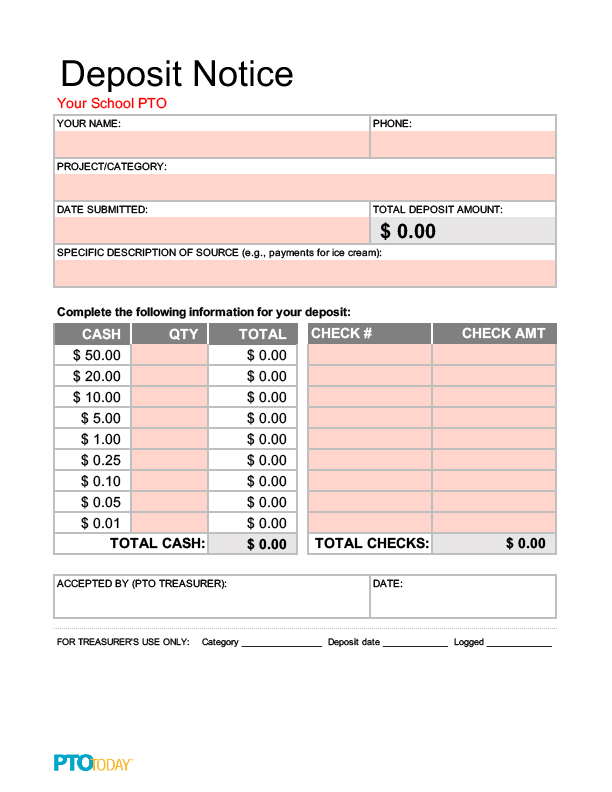 Deposit Notice
Your School PTO
YOUR NAME: PHONE:
PROJECT/CATEGORY:
DATE SUBMITTED: TOTAL DEPOSIT AMOUNT:
$ 0.00
SPECIFIC DESCRIPTION OF SOURCE (e.g., payments for ice cream):
Complete the following information for your deposit:
CASH QTY TOTAL CHECK # CHECK AMT
$ 50.00 $ 0.00
$ 20.00 $ 0.00
$ 10.00 $ 0.00
$ 5.00 $ 0.00
$ 1.00 $ 0.00
$ 0.25 $ 0.00
$ 0.10 $ 0.00
$ 0.05 $ 0.00
$ 0.01 $ 0.00
TOTAL CASH: $ 0.00 TOTAL CHECKS: $ 0.00
ACCEPTED BY (PTO TREASURER): DATE:
FOR TREASURER'S USE ONLY: Category ________________ Deposit date _____________ Logged _____________
PTO TODAY